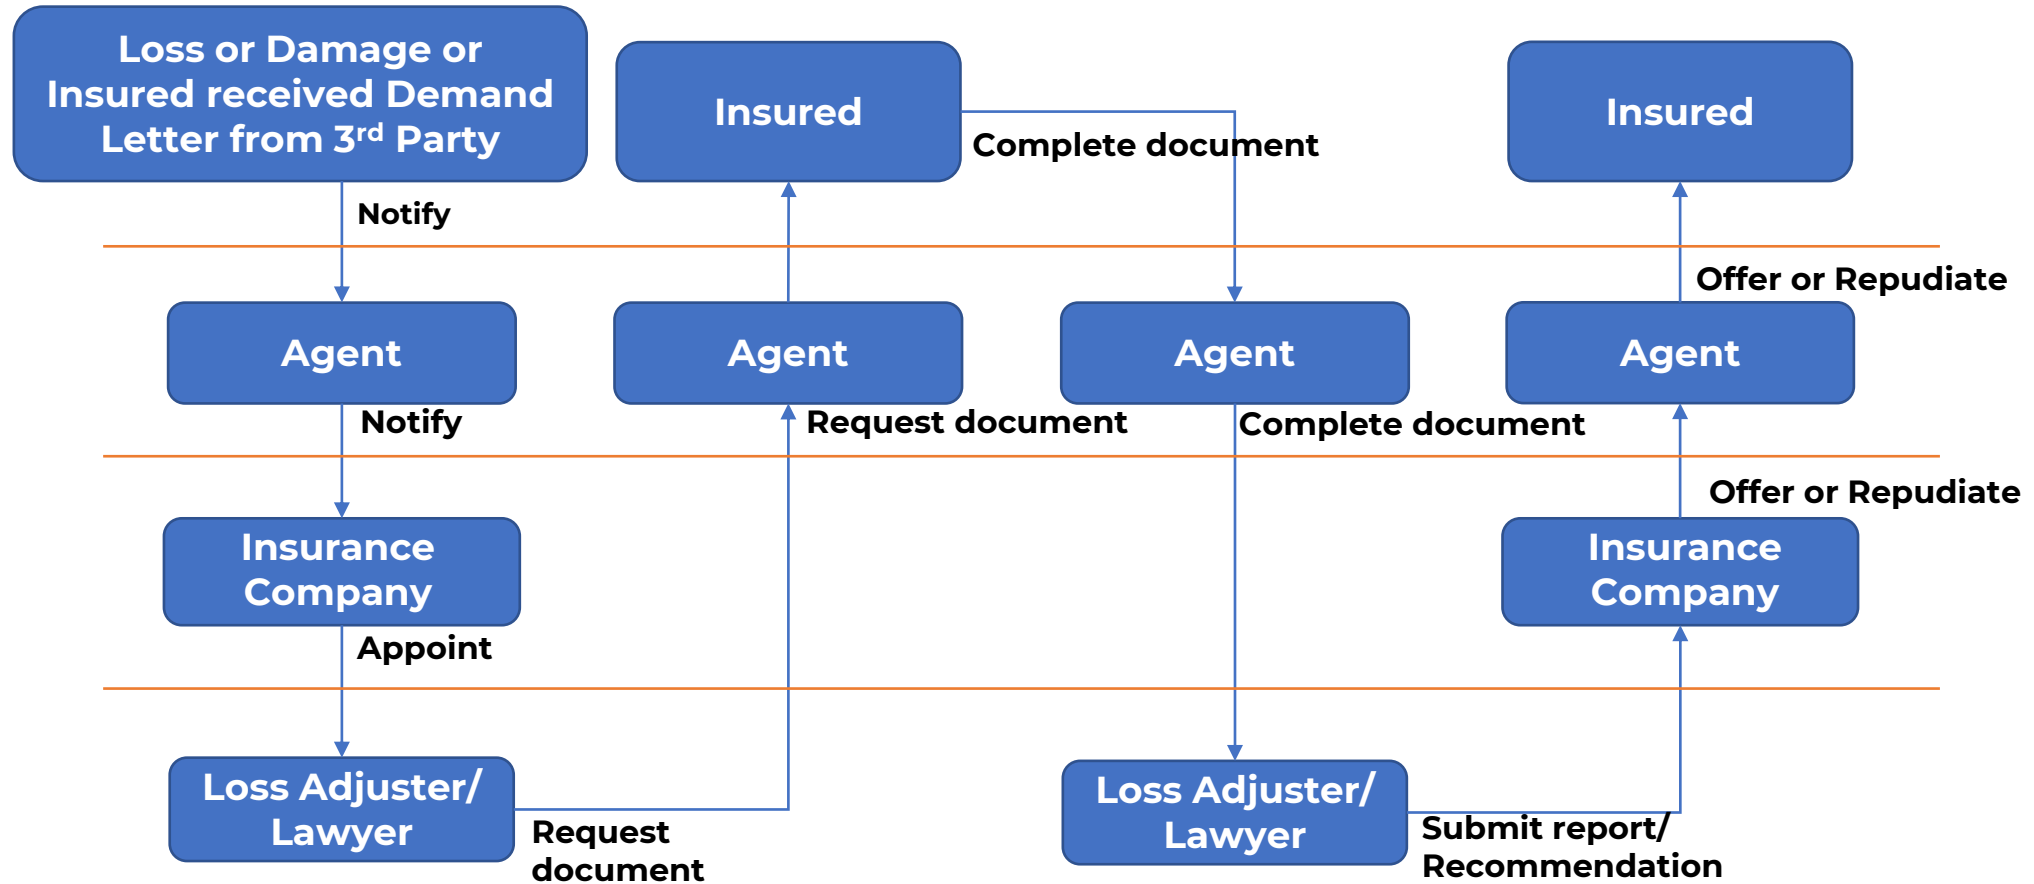 Loss or Damage or
Insured received Demand
Letter from 3rd Party
Insured
Insured
Complete document
Notify
Offer or Repudiate
Agent
Agent
Agent
Agent
Notify
Request document
Complete document
Offer or Repudiate
Insurance
Company
Insurance
Company
Appoint
Loss Adjuster/
Lawyer
Request
document
Loss Adjuster/
Lawyer
Submit report/
Recommendation